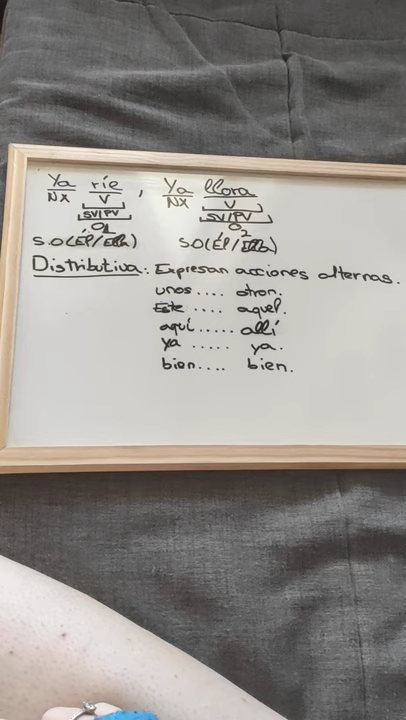 Ya ríe, Ya llora
NX V NX V
SV/PV SV/PV
O1 O2
S.O(Él/Ella) S.O(Él/Ella)
Distributiva: Expresan acciones alternas.
unos.... otron.
Este .... aquel.
aquí ..... allí
ya ..... ya.
bien.... bien.